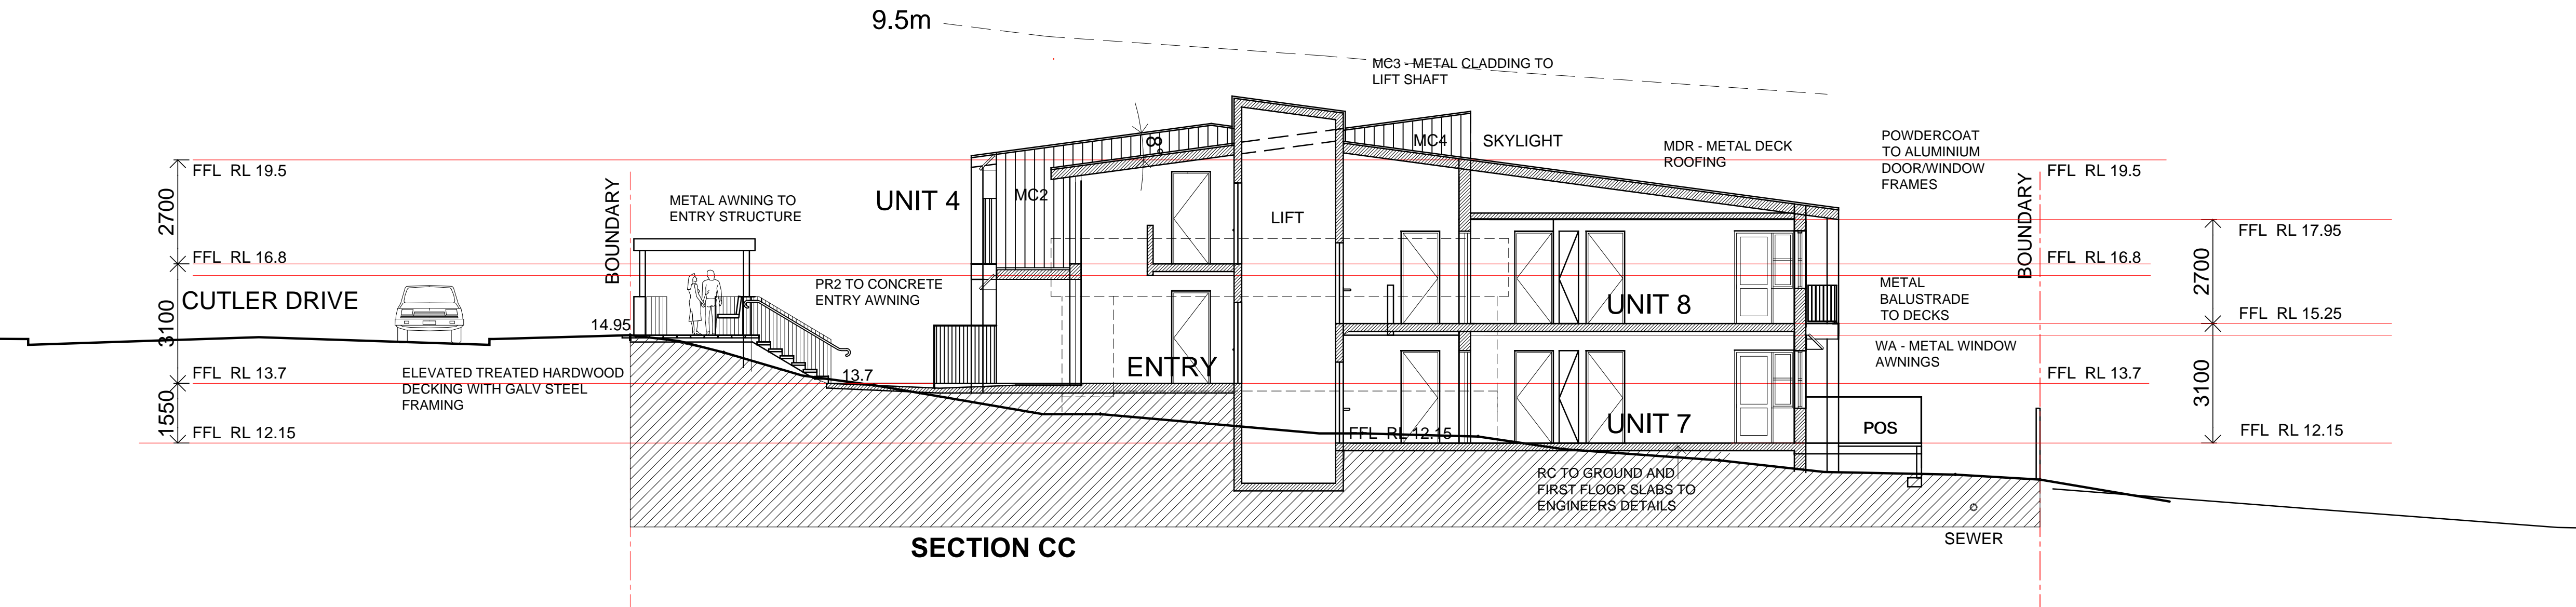 9.5m
MC3 - METAL CLADDING TO
LIFT SHAFT
8°
MC4
SKYLIGHT
MDR - METAL DECK
ROOFING
POWDERCOAT
TO ALUMINIUM
DOOR/WINDOW
FRAMES
FFL RL 19.5
FFL RL 19.5
2700
BOUNDARY
METAL AWNING TO
ENTRY STRUCTURE
UNIT 4
MC2
LIFT
BOUNDARY
FFL RL 17.95
FFL RL 16.8
FFL RL 16.8
2700
CUTLER DRIVE
PR2 TO CONCRETE
ENTRY AWNING
UNIT 8
METAL
BALUSTRADE
TO DECKS
FFL RL 15.25
3100
14.95
WA - METAL WINDOW
AWNINGS
FFL RL 13.7
ELEVATED TREATED HARDWOOD
DECKING WITH GALV STEEL
FRAMING
13.7
ENTRY
FFL RL 13.7
3100
1550
FFL RL 12.15
FFL RL 12.15
UNIT 7
POS
FFL RL 12.15
RC TO GROUND AND
FIRST FLOOR SLABS TO
ENGINEERS DETAILS
SEWER
SECTION CC